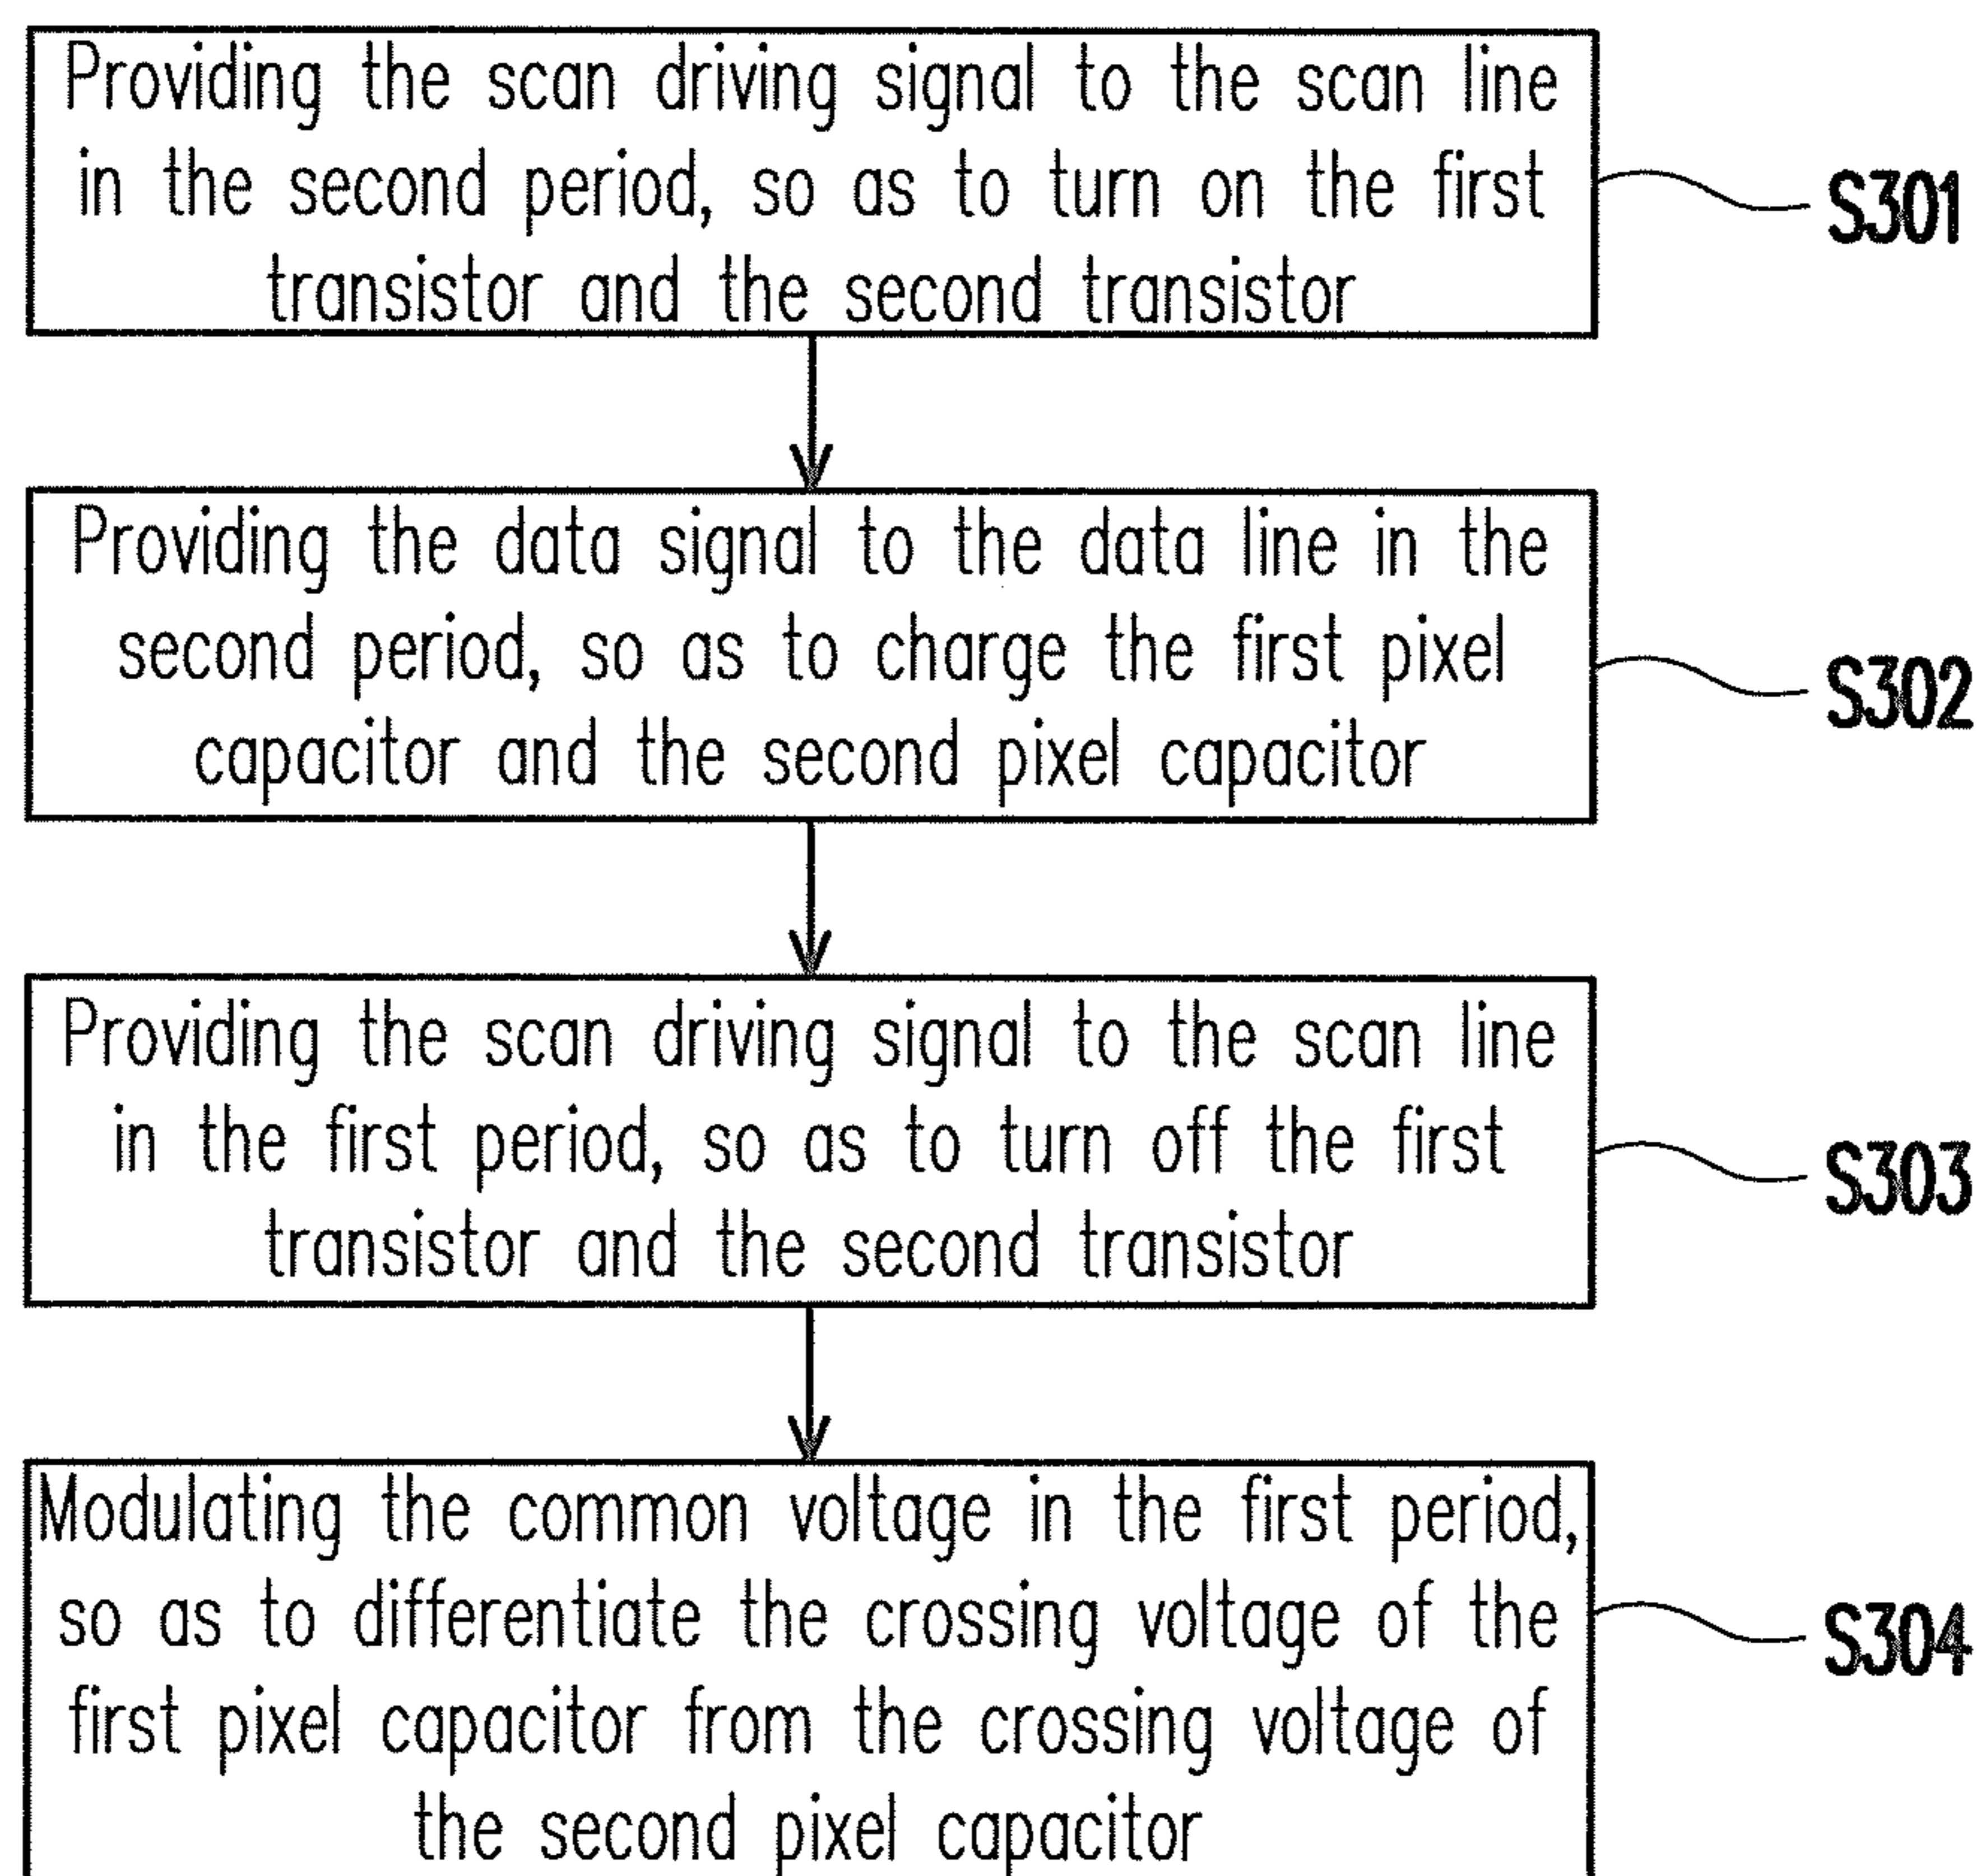 Providing the scan driving signal to the scan line
in the second period, so as to turn on the first
transistor and the second transistor
S301
Providing the data signal to the data line in the
second period, so as to charge the first pixel
capacitor and the second pixel capacitor
S302
Providing the scan driving signal to the scan line
in the first period, so as to turn off the first
transistor and the second transistor
S303
Modulating the common voltage in the first period,
so as to differentiate the crossing voltage of the
first pixel capacitor from the crossing voltage of
the second pixel capacitor
S304